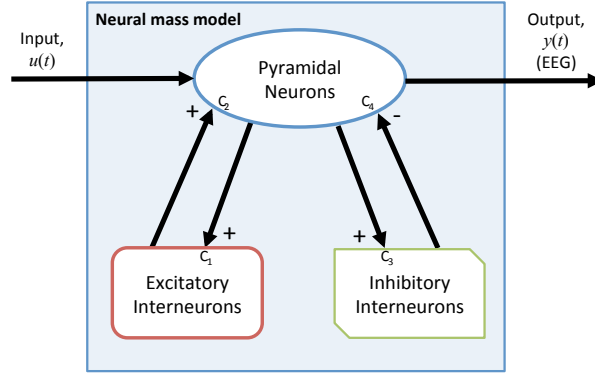 Neural mass model
Input,
u(t)
Output,
y(t)
(EEG)
Pyramidal
Neurons
C2
C4
+
-
+
+
C1
C3
Excitatory
Interneurons
Inhibitory
Interneurons